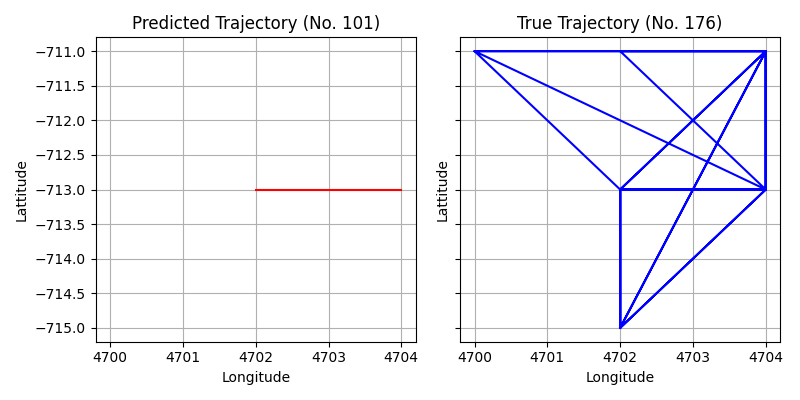 Predicted Trajectory (No. 101)
True Trajectory (No. 176)
−711.0
−711.5
−712.0
−712.5
−713.0
−713.5
−714.0
−714.5
−715.0
Lattitude
Lattitude
4700 4701 4702 4703 4704
4700 4701 4702 4703 4704
Longitude
Longitude